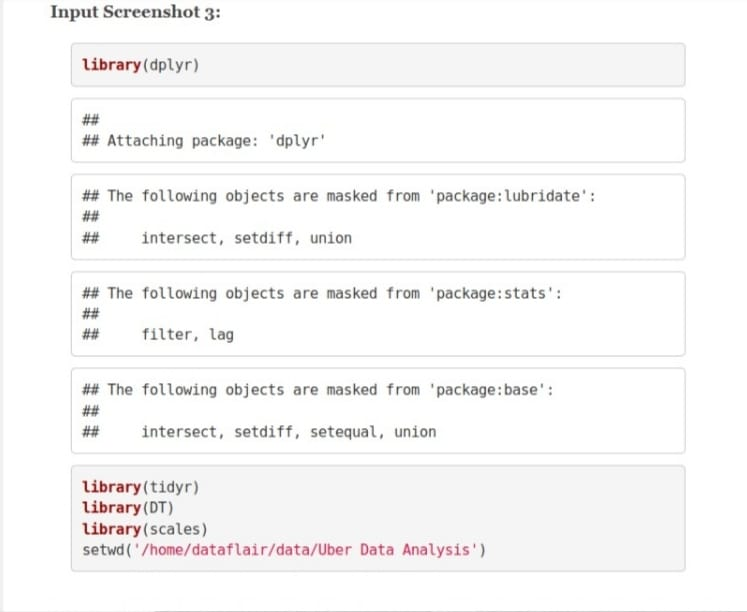 Input Screenshot 3:
library(dplyr)
##
## Attaching package: 'dplyr'
## The following objects are masked from 'package:lubridate':
##
##     intersect, setdiff, union
## The following objects are masked from 'package:stats':
##
##     filter, lag
## The following objects are masked from 'package:base':
##
##     intersect, setdiff, setequal, union
library(tidyr)
library(DT)
library(scales)
setwd('/home/dataflair/data/Uber Data Analysis')